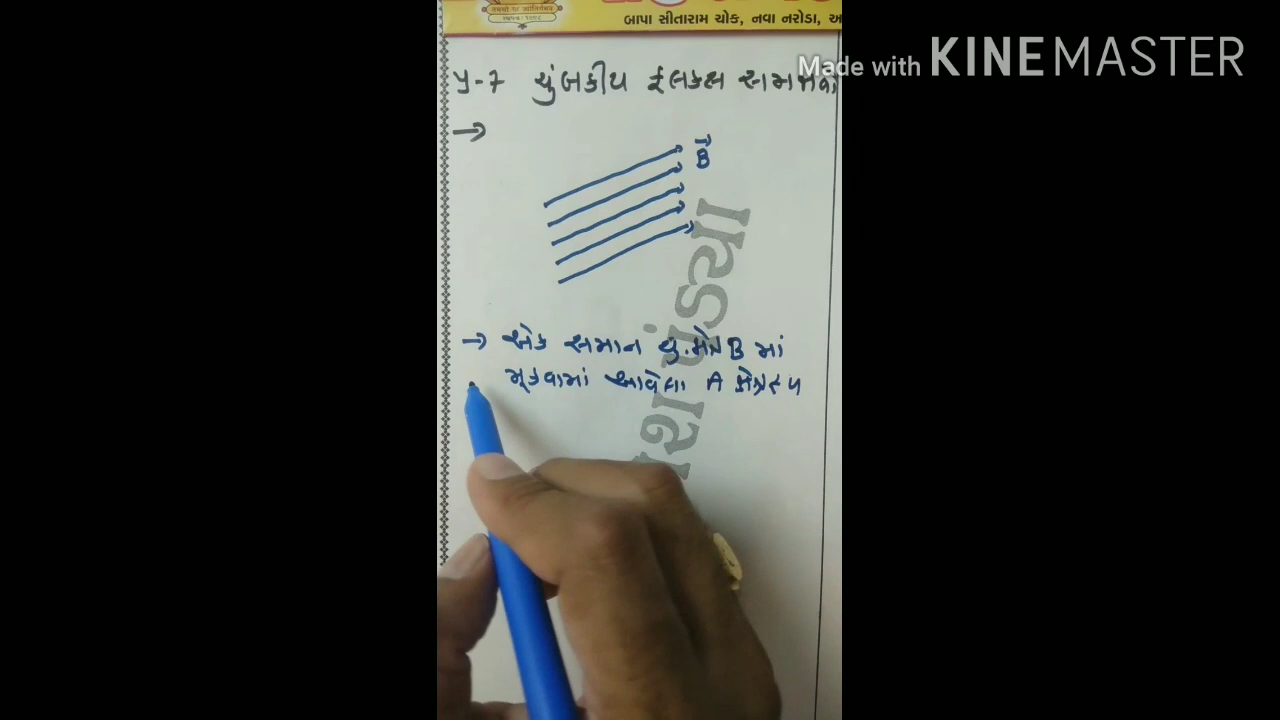 બાપા સીતારામ ચોક, નવા નરોડા, અ
Made with KINEMASTER
પ્ર-7 ચુંબકીય ફ્લક્સ સમજાવો
→
B
→ એક સમાન ચુ.ક્ષેત્ર B માં
મૂકવામાં આવેલા A ક્ષેત્રફળ
પંડ્યા